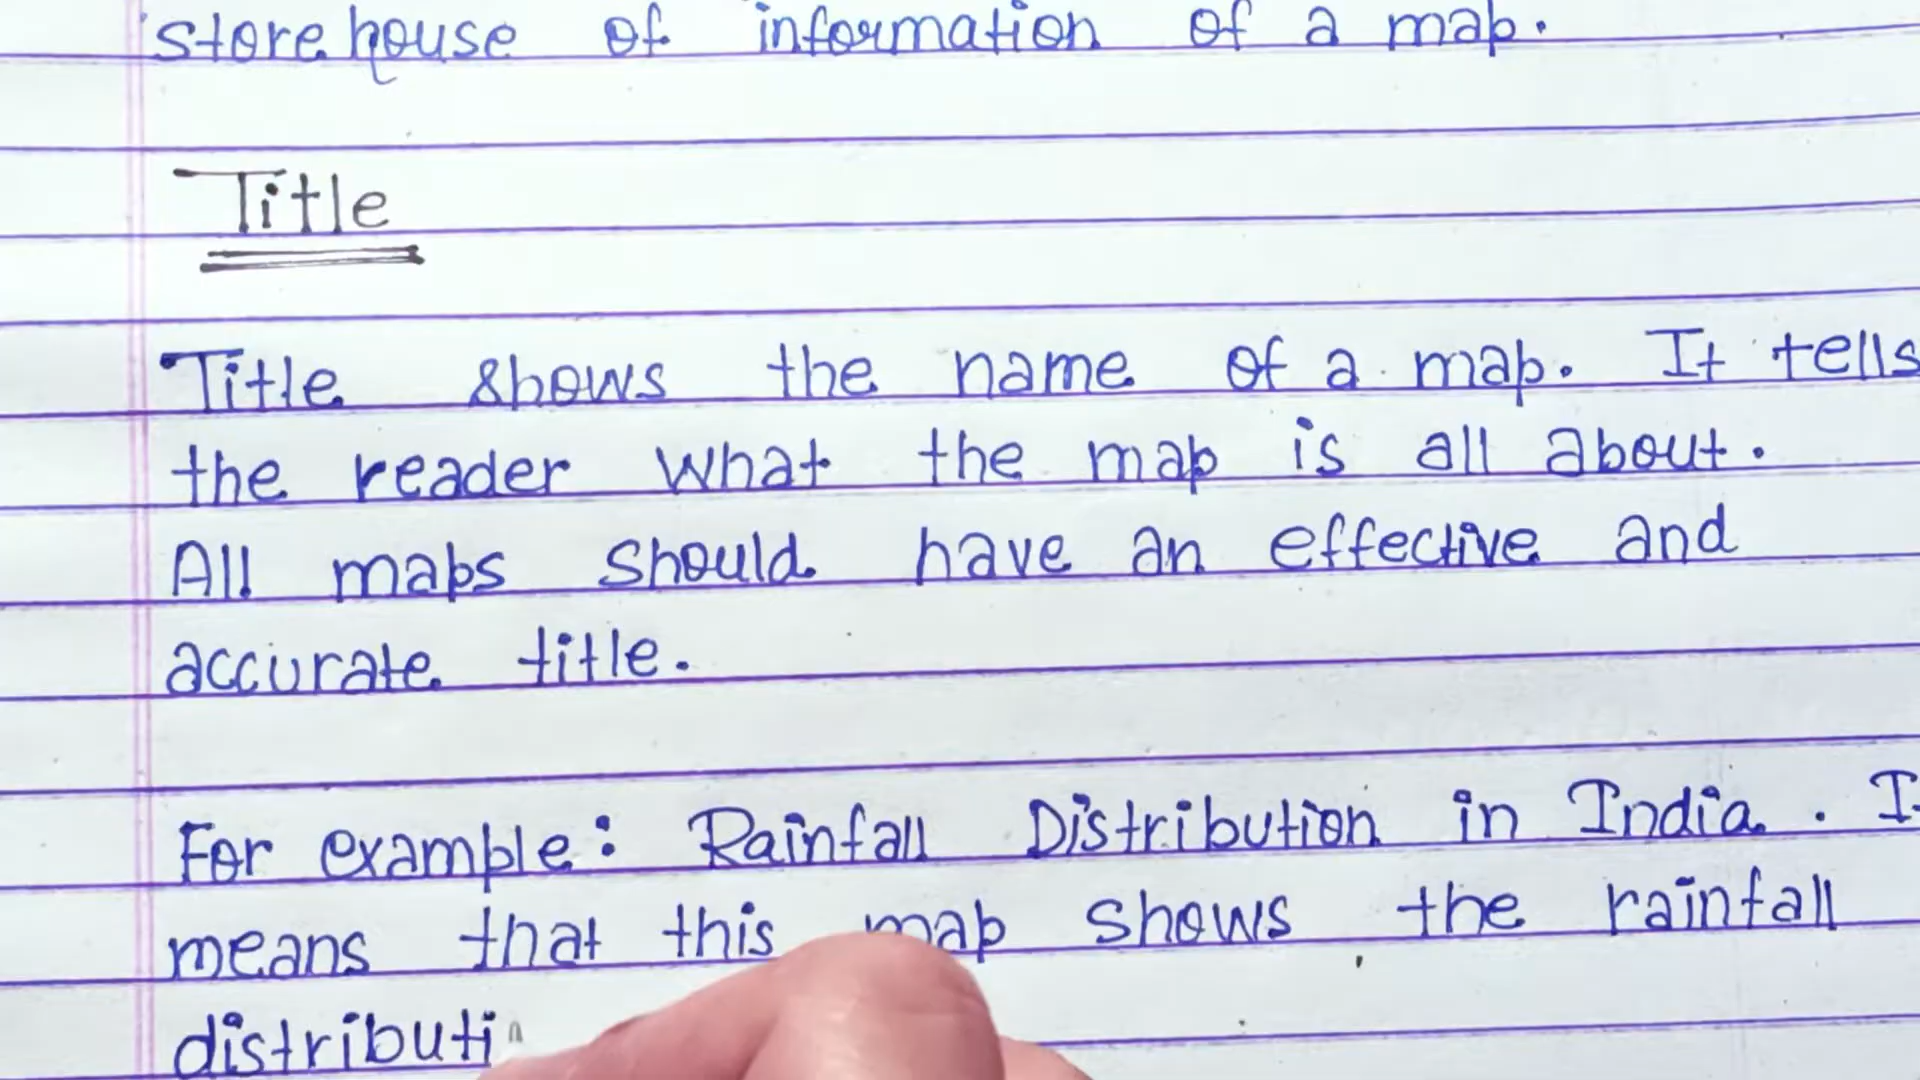 storehouse of information of a map.
Title
Title shows the name of a map. It tells
the reader what the map is all about.
All maps should have an effective and
accurate title.
For example: Rainfall Distribution in India. I
means that this map shows the rainfall
distributi